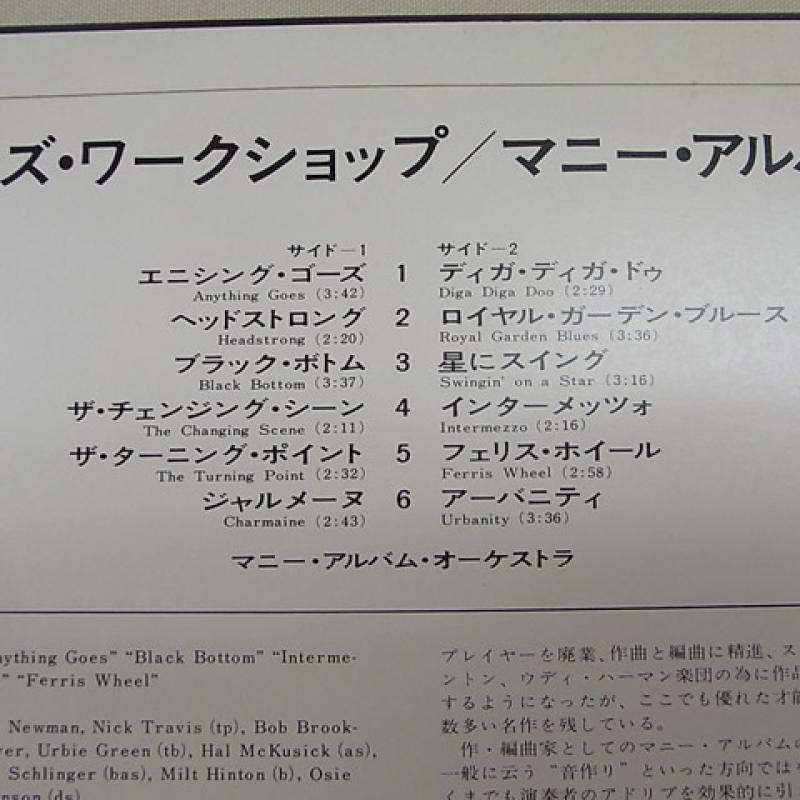 ズ・ワークショップ／マニー・アル
サイド－1
エニシング・ゴーズ 1
Anything Goes (3:42)
ヘッドストロング 2
Headstrong (2:20)
ブラック・ボトム 3
Black Bottom (3:37)
ザ・チェンジング・シーン 4
The Changing Scene (2:11)
ザ・ターニング・ポイント 5
The Turning Point (2:32)
ジャルメーヌ 6
Charmaine (2:43)
サイド－2
ディガ・ディガ・ドゥ
Diga Diga Doo (2:29)
ロイヤル・ガーデン・ブルース
Royal Garden Blues (3:36)
星にスイング
Swingin' on a Star (3:16)
インターメッツォ
Intermezzo (2:16)
フェリス・ホイール
Ferris Wheel (2:58)
アーバニティ
Urbanity (3:36)
マニー・アルバム・オーケストラ
ything Goes” “Black Bottom” “Interme-
” “Ferris Wheel”
Newman, Nick Travis (tp), Bob Brook-
yer, Urbie Green (tb), Hal McKusick (as),
Schlinger (bas), Milt Hinton (b), Osie
nson (ds)
プレイヤーを廃業、作曲と編曲に精進、ス
ントン、ウディ・ハーマン楽団の為に作品
するようになったが、ここでも優れた才能
数多い名作を残している。
作・編曲家としてのマニー・アルバムの
一般に云う“音作り”といった方向では
くまでも演奏者のアドリブを効果的に引